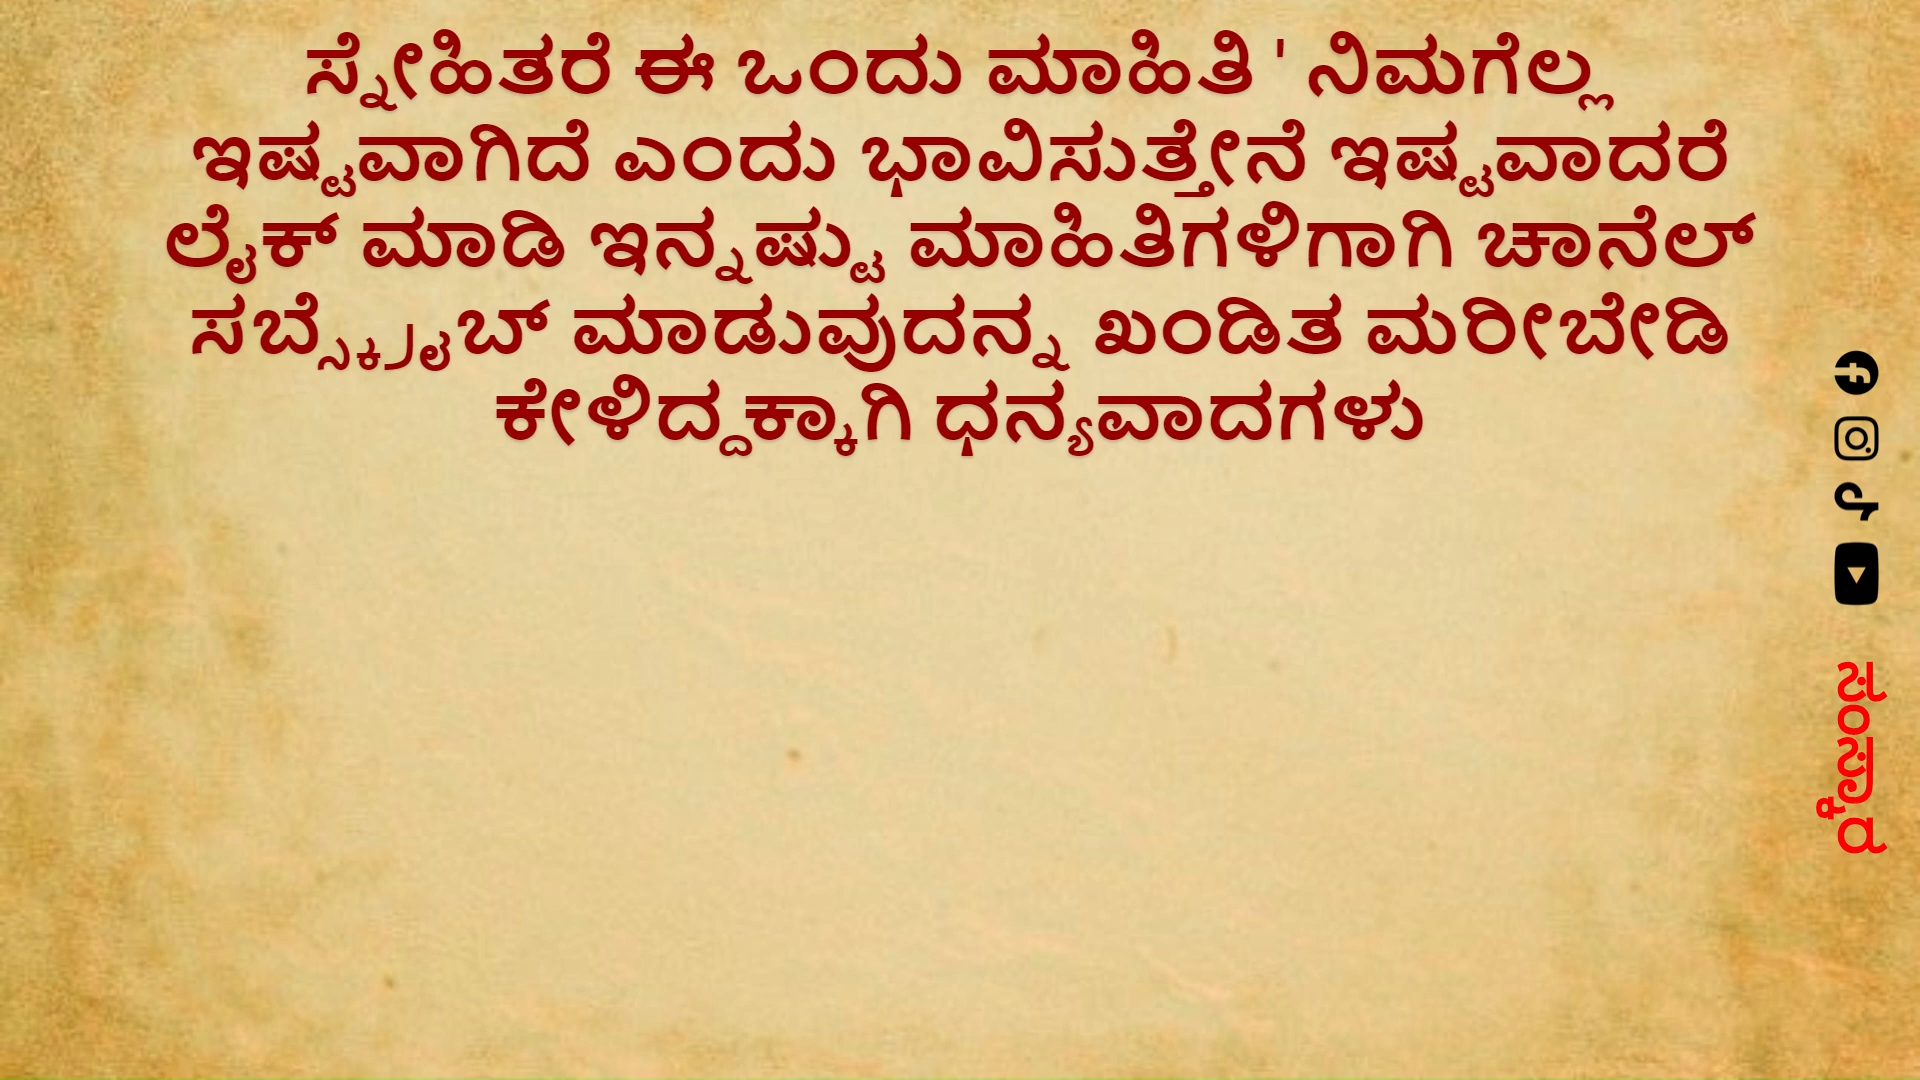 ಸ್ನೇಹಿತರೆ ಈ ಒಂದು ಮಾಹಿತಿ ' ನಿಮಗೆಲ್ಲ
ಇಷ್ಟವಾಗಿದೆ ಎಂದು ಭಾವಿಸುತ್ತೇನೆ ಇಷ್ಟವಾದರೆ
ಲೈಕ್ ಮಾಡಿ ಇನ್ನಷ್ಟು ಮಾಹಿತಿಗಳಿಗಾಗಿ ಚಾನೆಲ್
ಸಬ್ಸ್ಕ್ರೈಬ್ ಮಾಡುವುದನ್ನ ಖಂಡಿತ ಮರೀಬೇಡಿ
ಕೇಳಿದ್ದಕ್ಕಾಗಿ ಧನ್ಯವಾದಗಳು